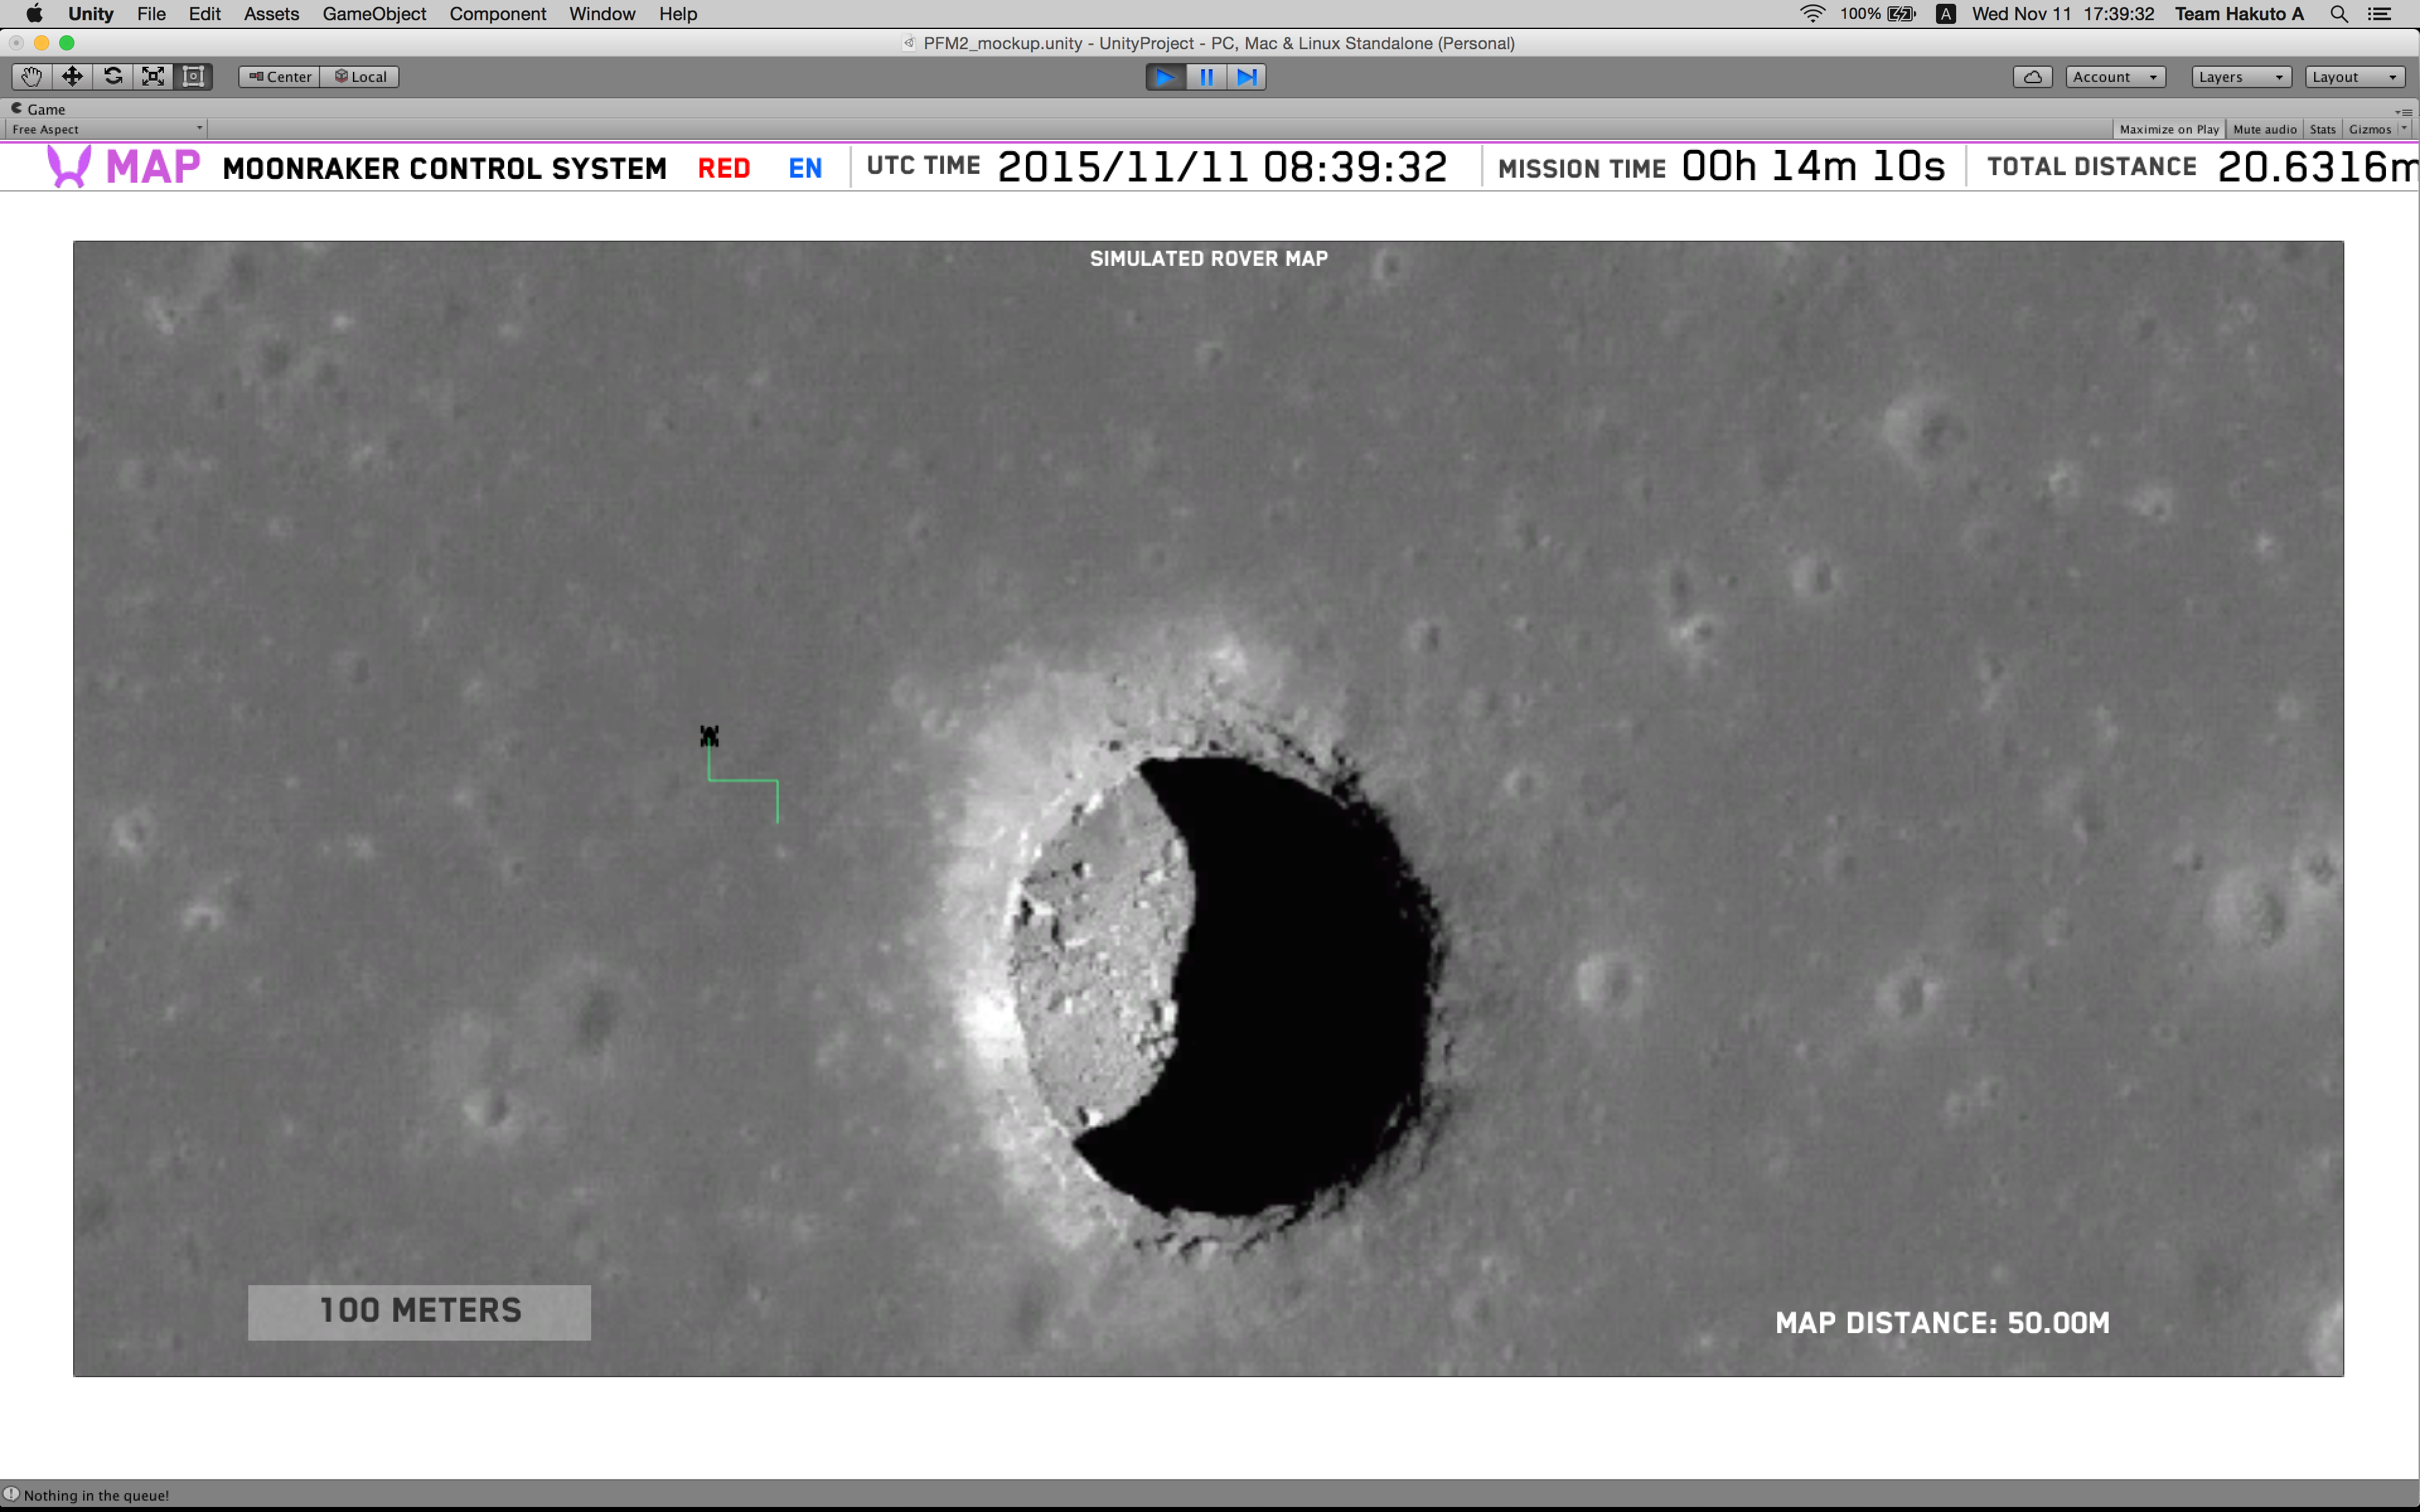 Unity File Edit Assets GameObject Component Window Help 100% A Wed Nov 11 17:39:32 Team Hakuto A
PFM2_mockup.unity - UnityProject - PC, Mac & Linux Standalone (Personal)
Center Local Account Layers Layout
Game
Free Aspect Maximize on Play Mute audio Stats Gizmos
MAP MOONRAKER CONTROL SYSTEM RED EN UTC TIME 2015/11/11 08:39:32 MISSION TIME 00h 14m 10s TOTAL DISTANCE 20.6316m
SIMULATED ROVER MAP
100 METERS
MAP DISTANCE: 50.00M
Nothing in the queue!